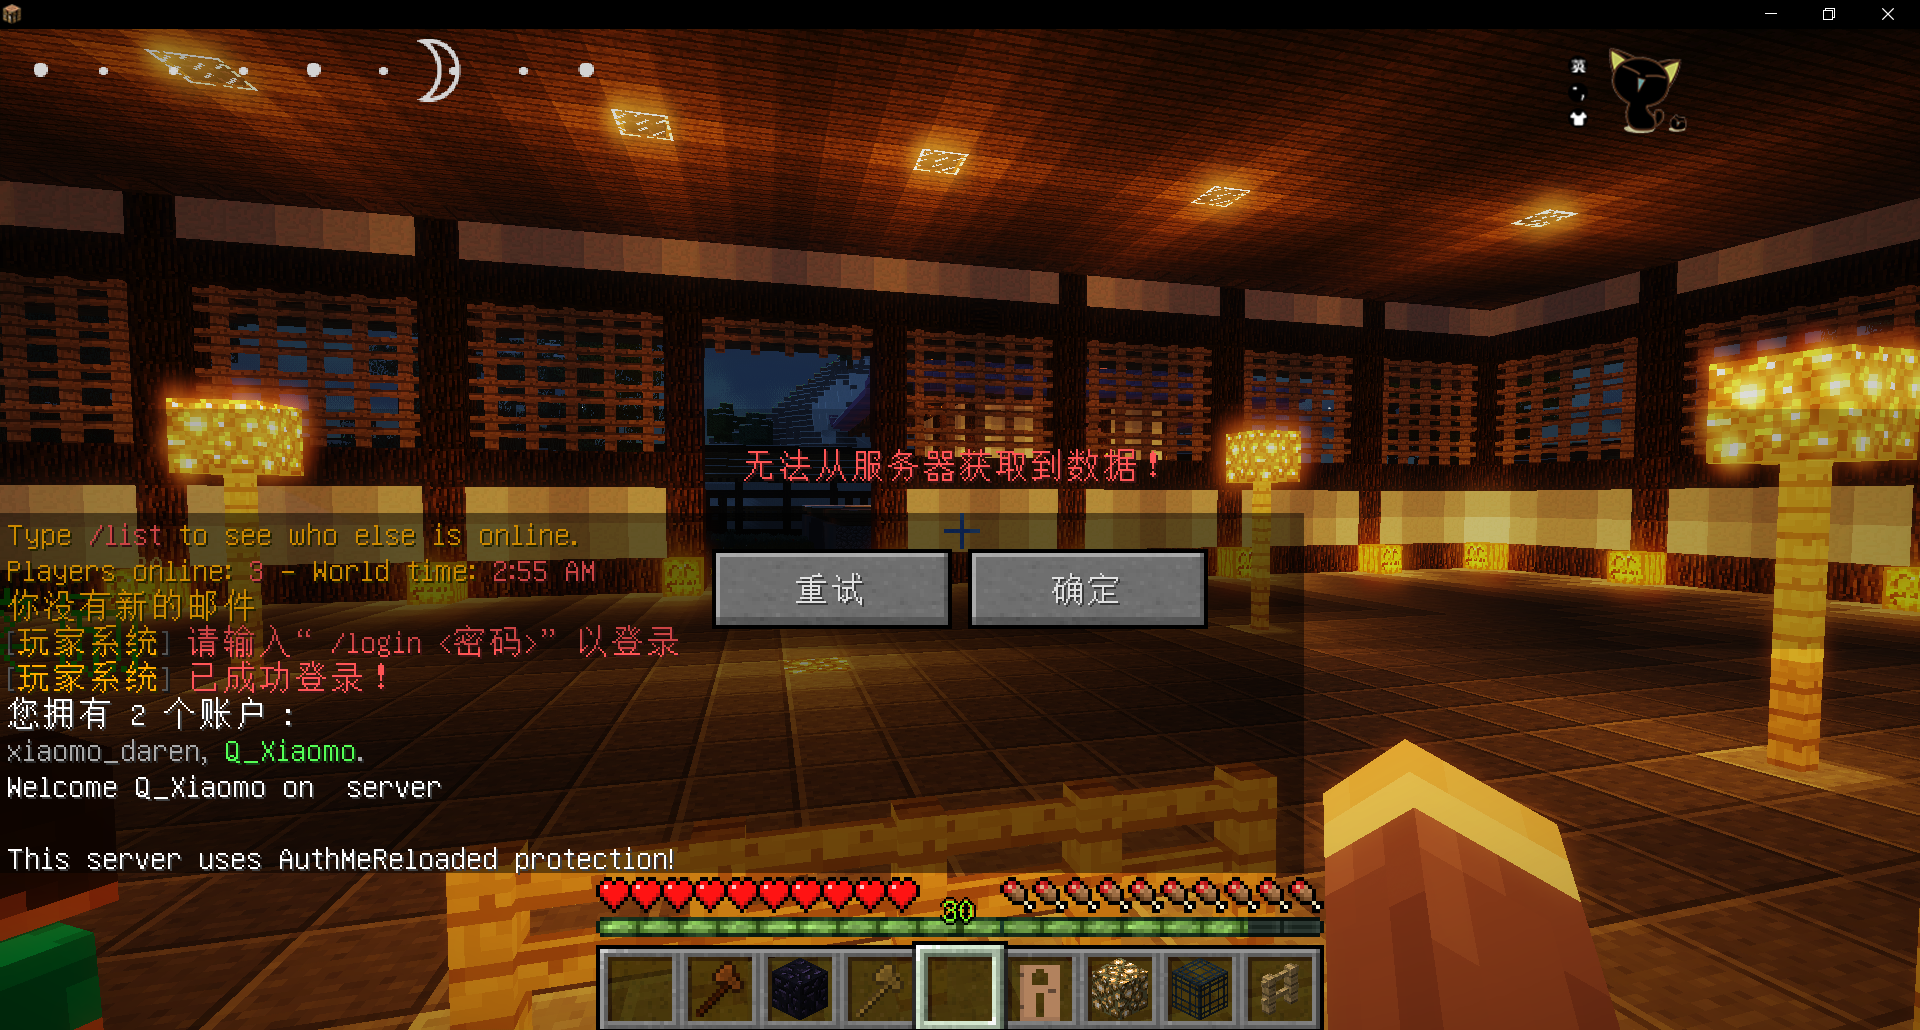 英
无法从服务器获取到数据！
重试
确定
Type /list to see who else is online.
Players online: 3 - World time: 2:55 AM
你没有新的邮件
[玩家系统] 请输入“ /login <密码>” 以登录
[玩家系统] 已成功登录！
您拥有 2 个账户 :
xiaomo_daren, Q_Xiaomo.
Welcome Q_Xiaomo on  server
This server uses AuthMeReloaded protection!
30